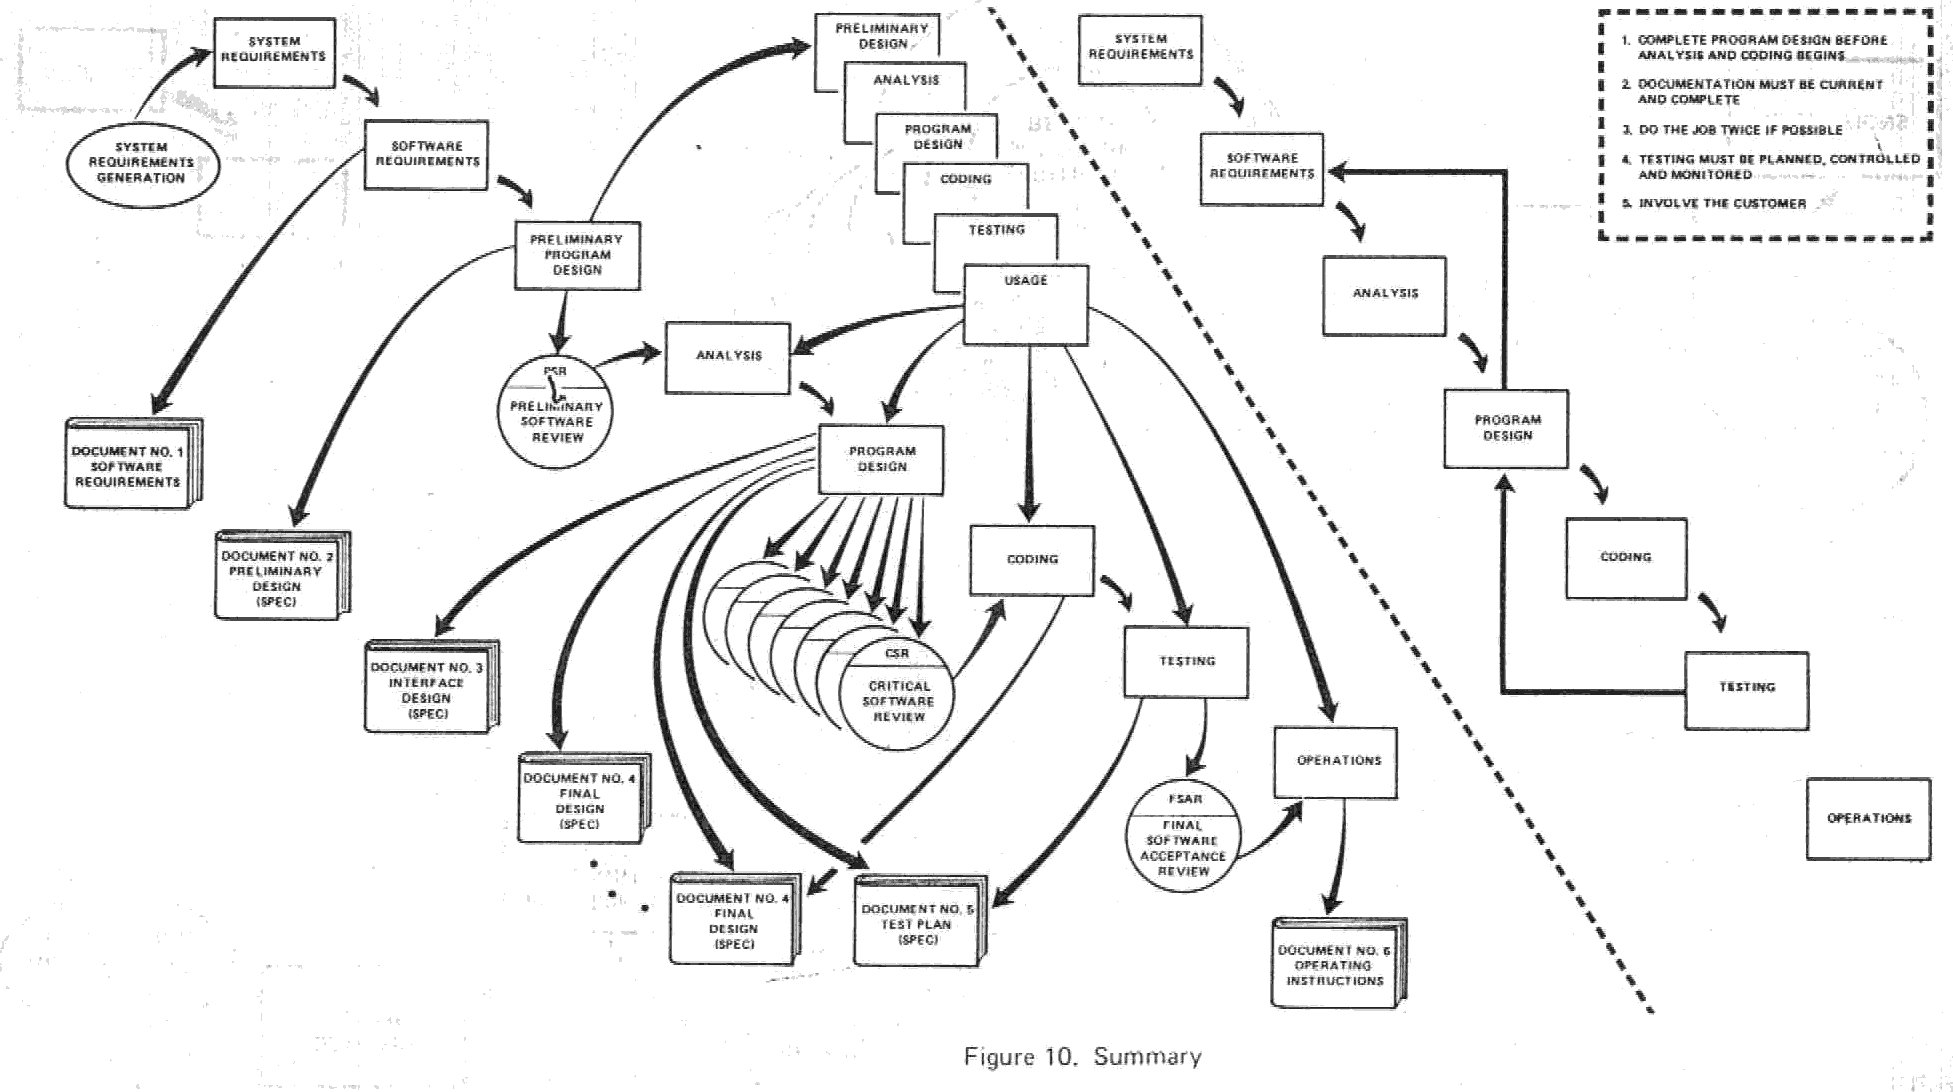 SYSTEM
REQUIREMENTS
SYSTEM
REQUIREMENTS
GENERATION
SOFTWARE
REQUIREMENTS
PRELIMINARY
PROGRAM
DESIGN
PSR
PRELIMINARY
SOFTWARE
REVIEW
DOCUMENT NO. 1
SOFTWARE
REQUIREMENTS
DOCUMENT NO. 2
PRELIMINARY
DESIGN
(SPEC)
PRELIMINARY
DESIGN
ANALYSIS
PROGRAM
DESIGN
CODING
TESTING
USAGE
ANALYSIS
PROGRAM
DESIGN
CODING
TESTING
OPERATIONS
CSR
CRITICAL
SOFTWARE
REVIEW
FSAR
FINAL
SOFTWARE
ACCEPTANCE
REVIEW
DOCUMENT NO. 3
INTERFACE
DESIGN
(SPEC)
DOCUMENT NO. 4
FINAL
DESIGN
(SPEC)
DOCUMENT NO. 4
FINAL
DESIGN
(SPEC)
DOCUMENT NO. 5
TEST PLAN
(SPEC)
DOCUMENT NO. 6
OPERATING
INSTRUCTIONS
SYSTEM
REQUIREMENTS
SOFTWARE
REQUIREMENTS
ANALYSIS
PROGRAM
DESIGN
CODING
TESTING
OPERATIONS
1. COMPLETE PROGRAM DESIGN BEFORE
ANALYSIS AND CODING BEGINS
2. DOCUMENTATION MUST BE CURRENT
AND COMPLETE
3. DO THE JOB TWICE IF POSSIBLE
4. TESTING MUST BE PLANNED, CONTROLLED
AND MONITORED
5. INVOLVE THE CUSTOMER
Figure 10. Summary